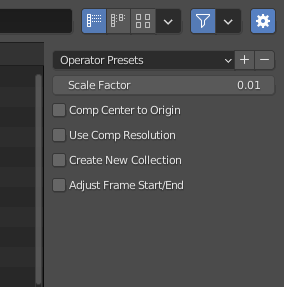 Operator Presets
Scale Factor 0.01
Comp Center to Origin
Use Comp Resolution
Create New Collection
Adjust Frame Start/End